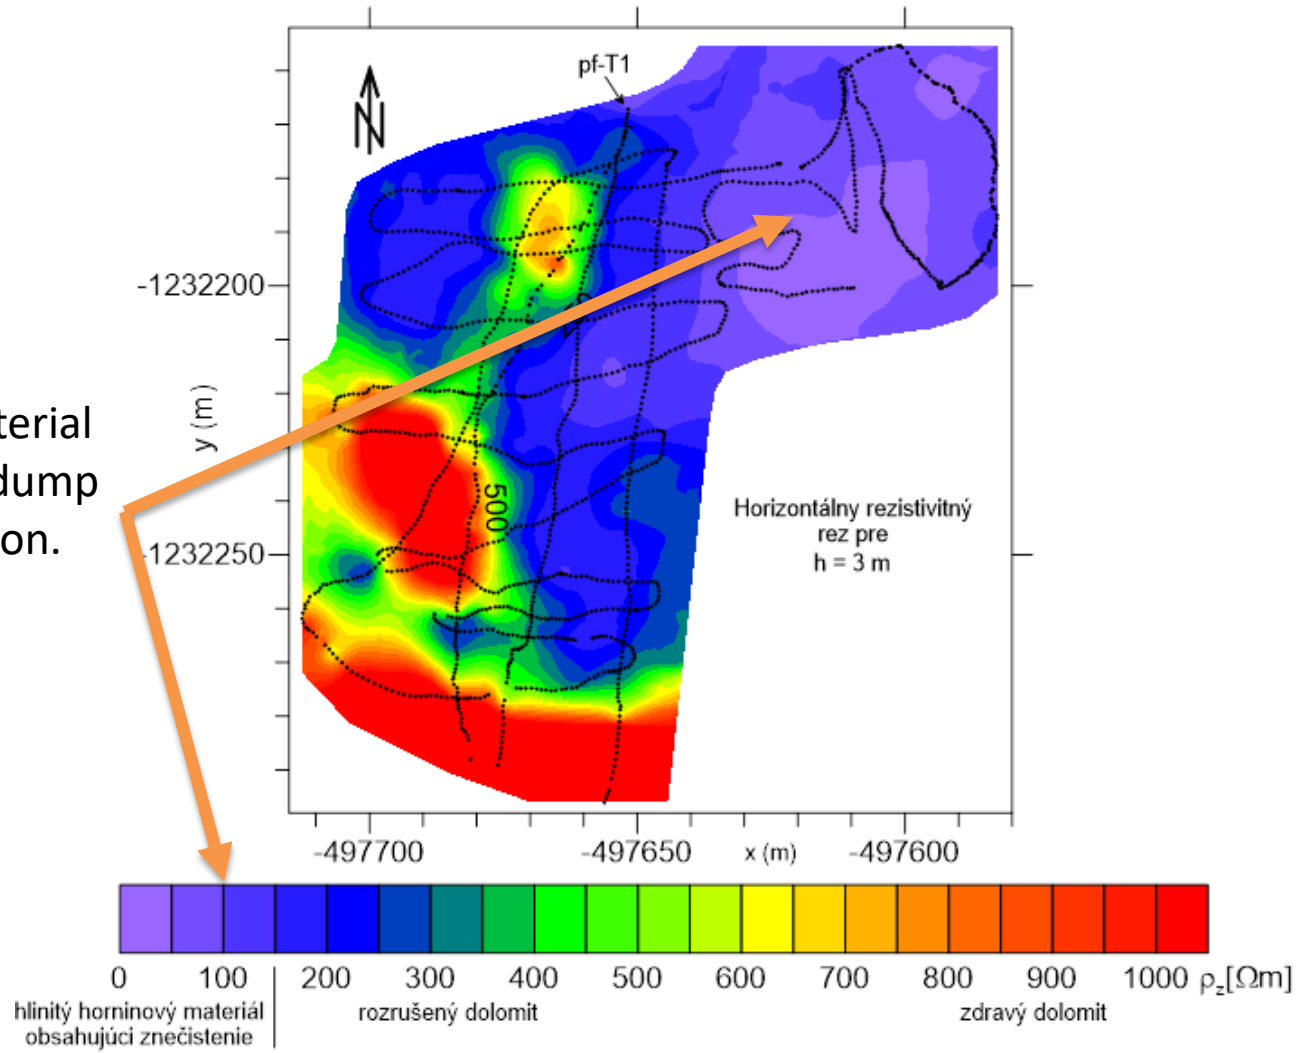 pf-T1
N
-1232200
y (m)
terial
dump
on.
500
Horizontálny rezistivitný
rez pre
h = 3 m
-1232250
-497700
-497650
x (m)
-497600
0 100 200 300 400 500 600 700 800 900 1000 ρz[Ωm]
hlinitý horninový materiál
obsahujúci znečistenie
rozrušený dolomit
zdravý dolomit